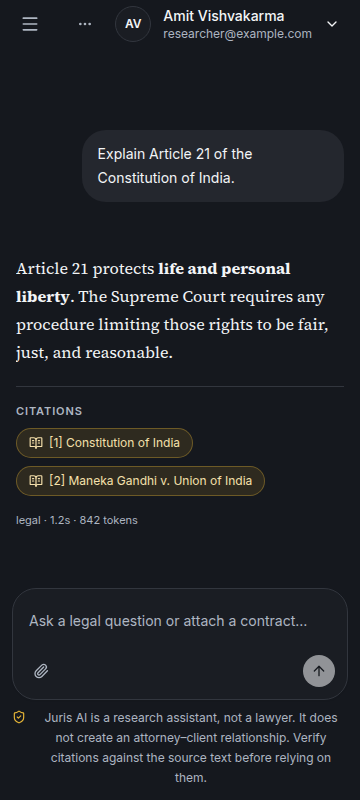 AV
Amit Vishvakarma
researcher@example.com
Explain Article 21 of the
Constitution of India.
Article 21 protects life and personal
liberty. The Supreme Court requires any
procedure limiting those rights to be fair,
just, and reasonable.
CITATIONS
[1] Constitution of India
[2] Maneka Gandhi v. Union of India
legal · 1.2s · 842 tokens
Ask a legal question or attach a contract...
Juris AI is a research assistant, not a lawyer. It does
not create an attorney–client relationship. Verify
citations against the source text before relying on
them.